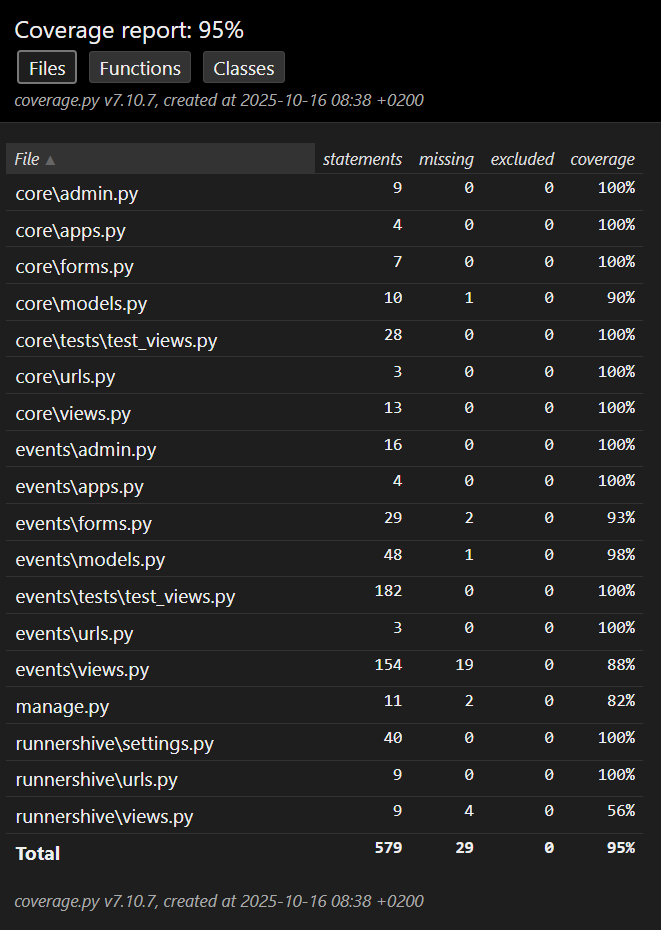 Coverage report: 95%
Files Functions Classes
coverage.py v7.10.7, created at 2025-10-16 08:38 +0200
File ▲ statements missing excluded coverage
core\admin.py 9 0 0 100%
core\apps.py 4 0 0 100%
core\forms.py 7 0 0 100%
core\models.py 10 1 0 90%
core\tests\test_views.py 28 0 0 100%
core\urls.py 3 0 0 100%
core\views.py 13 0 0 100%
events\admin.py 16 0 0 100%
events\apps.py 4 0 0 100%
events\forms.py 29 2 0 93%
events\models.py 48 1 0 98%
events\tests\test_views.py 182 0 0 100%
events\urls.py 3 0 0 100%
events\views.py 154 19 0 88%
manage.py 11 2 0 82%
runnershive\settings.py 40 0 0 100%
runnershive\urls.py 9 0 0 100%
runnershive\views.py 9 4 0 56%
Total 579 29 0 95%
coverage.py v7.10.7, created at 2025-10-16 08:38 +0200